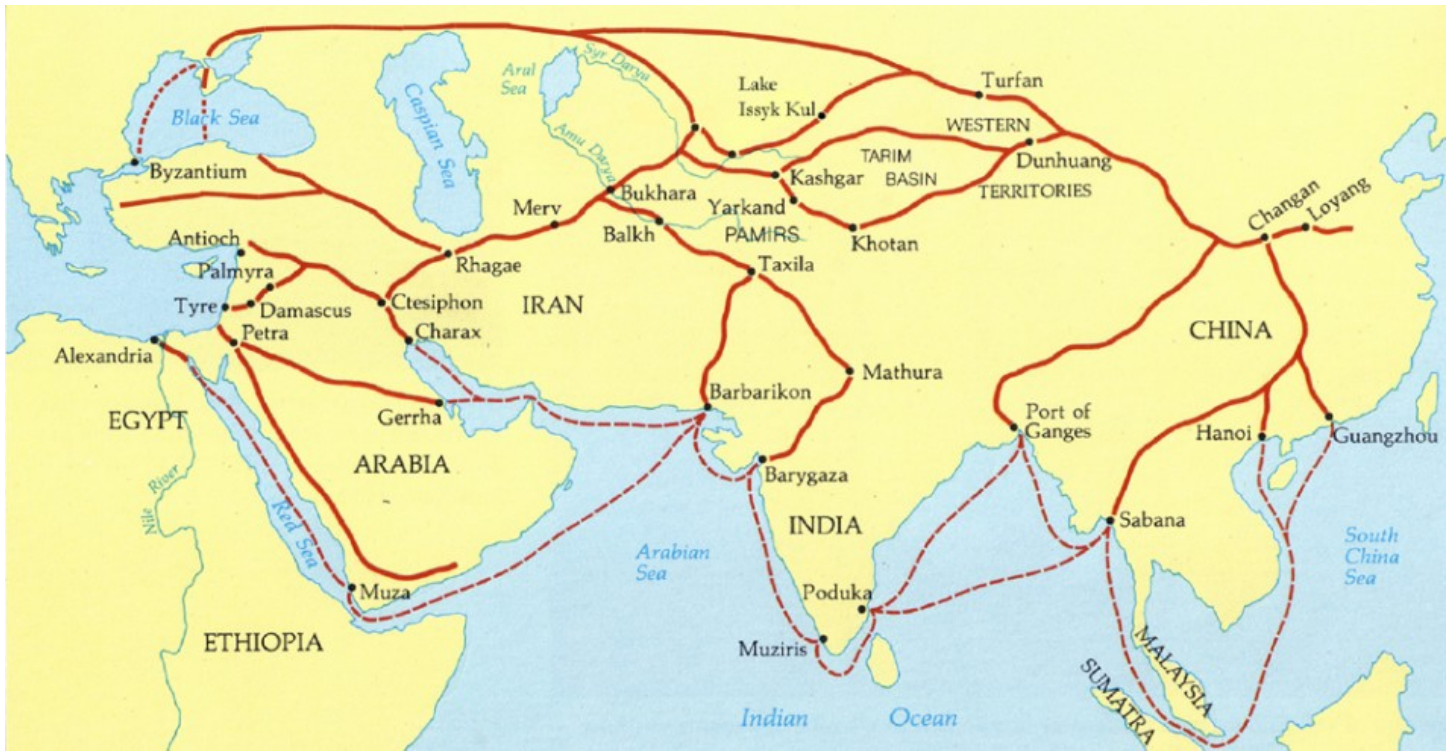 Syr Darya
Aral
Sea
Lake
Issyk Kul
Turfan
Black Sea
Caspian Sea
WESTERN
Byzantium
Amu Darya
TARIM
BASIN
Dunhuang
Kashgar
TERRITORIES
Bukhara
Merv
Yarkand
Changan
Loyang
Antioch
Balkh
PAMIRS
Khotan
Palmyra
Rhagae
Taxila
Tyre
Damascus
Ctesiphon
IRAN
Petra
Charax
CHINA
Alexandria
Mathura
Barbarikon
EGYPT
Gerrha
Port of
Ganges
Hanoi
Guangzhou
ARABIA
Barygaza
Nile River
Red Sea
INDIA
Sabana
Arabian
Sea
South
China
Sea
Muza
Poduka
ETHIOPIA
Muziris
MALAYSIA
SUMATRA
Indian Ocean